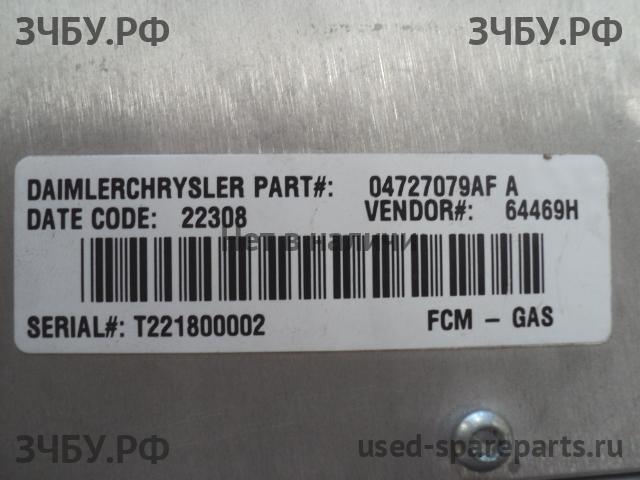 ЗЧБУ.РФ ЗЧБУ.РФ
DAIMLERCHRYSLER PART#: 04727079AF A
DATE CODE: 22308 VENDOR#: 64469H
Нет в наличии
SERIAL#: T221800002 FCM - GAS
ЗЧБУ.РФ used-spareparts.ru